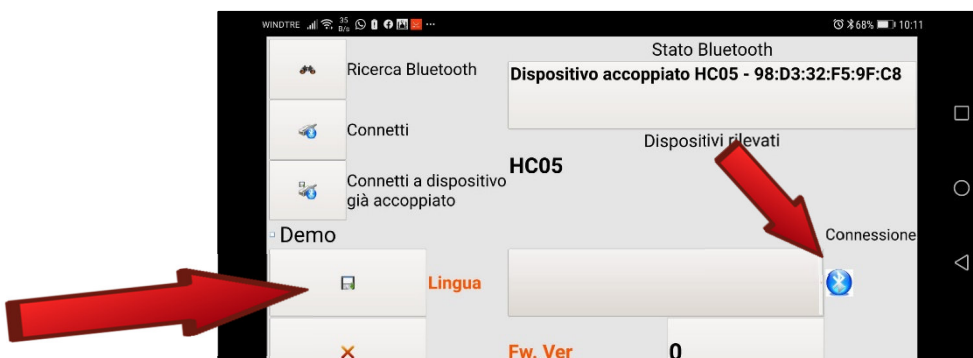 WINDTRE 35 B/s ... 68% 10:11
Stato Bluetooth
Ricerca Bluetooth
Dispositivo accoppiato HC05 - 98:D3:32:F5:9F:C8
Connetti
Dispositivi rilevati
HC05
Connetti a dispositivo
già accoppiato
Demo
Connessione
Lingua
Fw. Ver 0